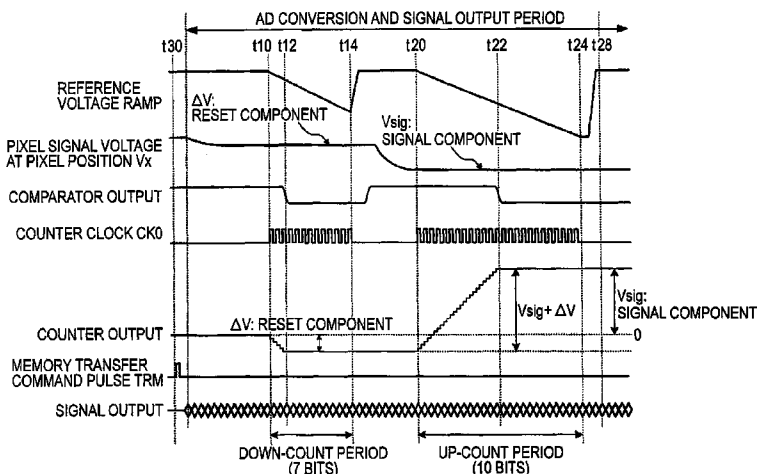 AD CONVERSION AND SIGNAL OUTPUT PERIOD
t30 t10 t12 t14 t20 t22 t24 t28
REFERENCE
VOLTAGE RAMP
ΔV:
RESET COMPONENT
Vsig:
SIGNAL COMPONENT
PIXEL SIGNAL VOLTAGE
AT PIXEL POSITION Vx
COMPARATOR OUTPUT
COUNTER CLOCK CK0
Vsig+ ΔV
Vsig:
SIGNAL COMPONENT
ΔV: RESET COMPONENT
COUNTER OUTPUT
0
MEMORY TRANSFER
COMMAND PULSE TRM
SIGNAL OUTPUT
DOWN-COUNT PERIOD
(7 BITS)
UP-COUNT PERIOD
(10 BITS)